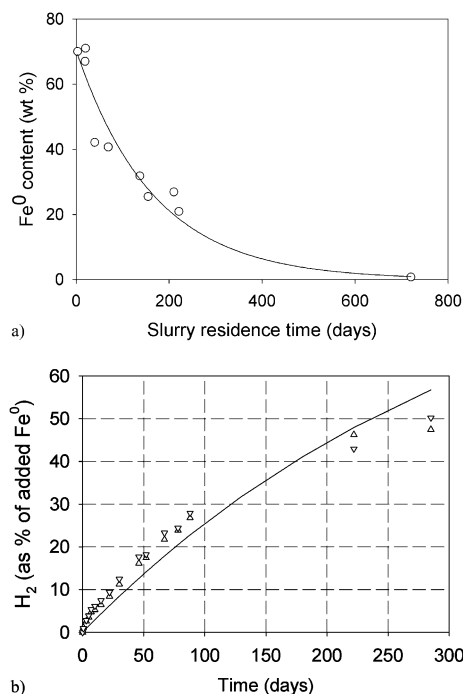 80
60
40
20
0
Fe⁰ content (wt %)
0 200 400 600 800
a)
Slurry residence time (days)
60
50
40
30
20
10
0
H₂ (as % of added Fe⁰)
0 50 100 150 200 250 300
b)
Time (days)